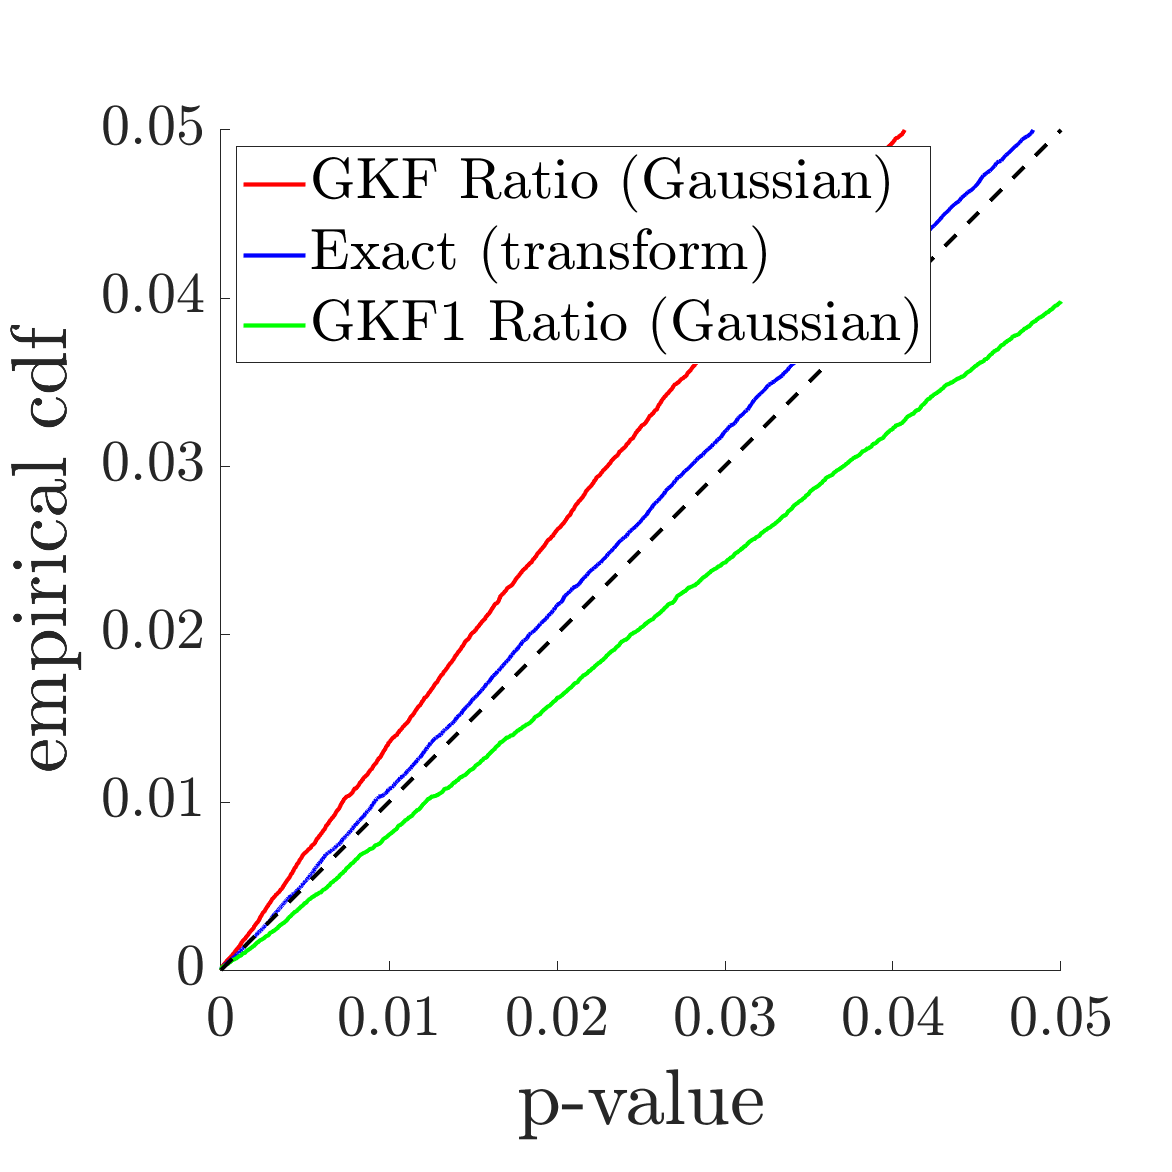 0.05
GKF Ratio (Gaussian)
Exact (transform)
GKF1 Ratio (Gaussian)
0.04
0.03
0.02
0.01
0
empirical cdf
0 0.01 0.02 0.03 0.04 0.05
p-value